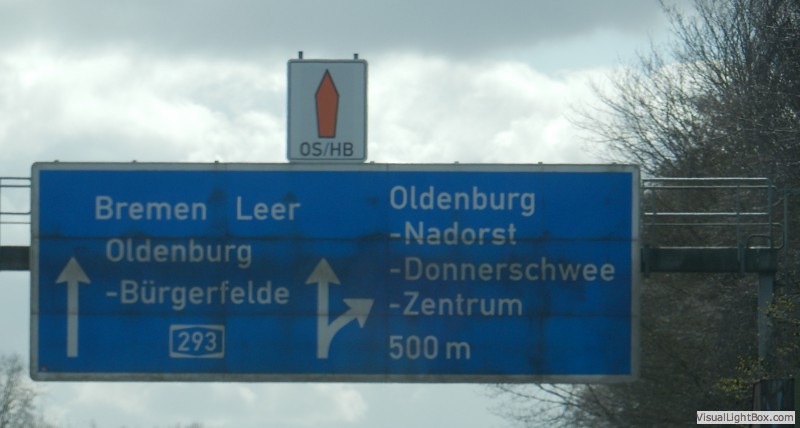 OS/HB
Bremen Leer
Oldenburg
-Bürgerfelde
293
Oldenburg
-Nadorst
-Donnerschwee
-Zentrum
500 m
VisualLightBox.com